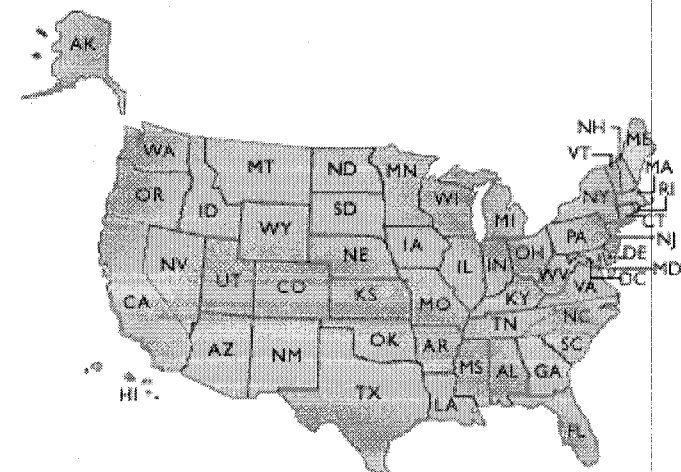 AK
NH
ME
VT
WA
MT
ND
MN
MA
OR
ID
SD
WI
MI
NY
RI
WY
CT
IA
PA
NJ
NE
NV
UT
CO
IL
IN
OH
DE
WV
MD
VA
DC
CA
KS
MO
KY
NC
TN
AZ
NM
OK
AR
SC
MS
AL
GA
HI
TX
LA
FL